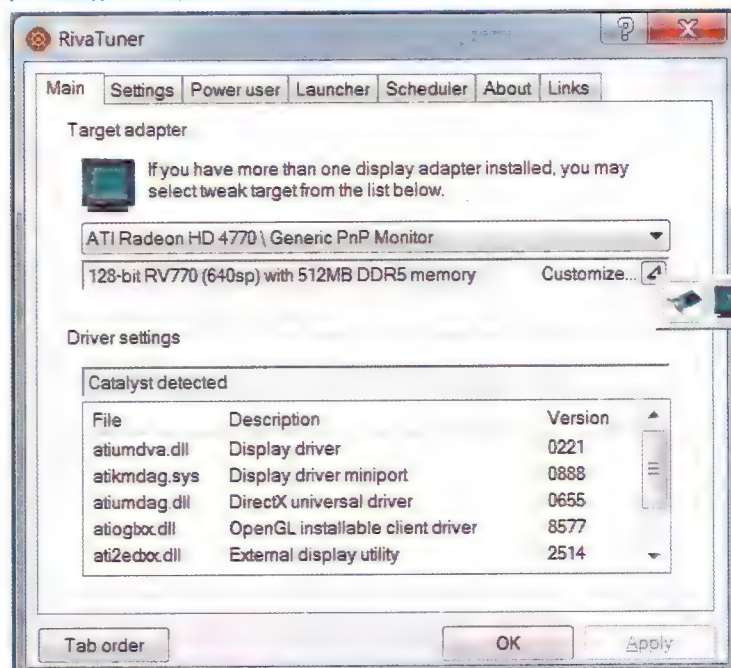 RivaTuner
Main Settings Power user Launcher Scheduler About Links
Target adapter
If you have more than one display adapter installed, you may
select tweak target from the list below.
ATI Radeon HD 4770 \ Generic PnP Monitor
128-bit RV770 (640sp) with 512MB DDR5 memory Customize...
Driver settings
Catalyst detected
File Description Version
atiumdva.dll Display driver 0221
atikmdag.sys Display driver miniport 0888
atiumdag.dll DirectX universal driver 0655
atioglxx.dll OpenGL installable client driver 8577
ati2edxx.dll External display utility 2514
Tab order OK Apply